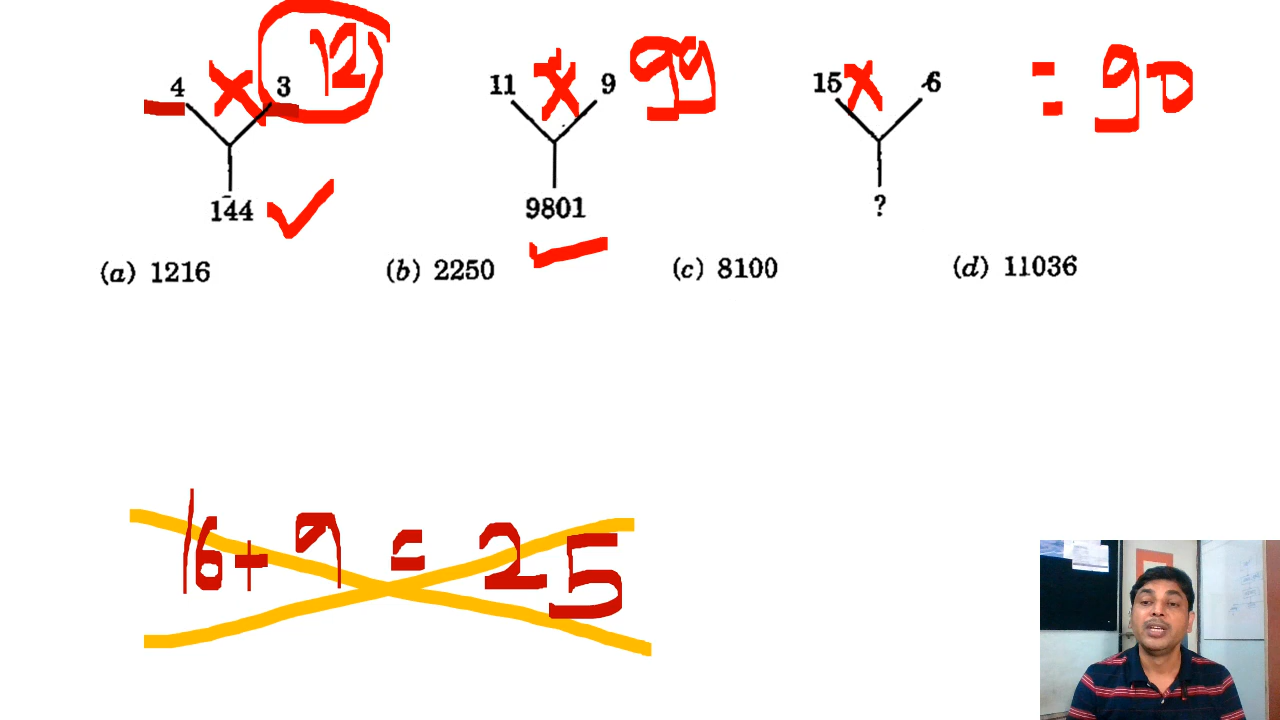 4 x 3 12
11 x 9 99
15 x 6 = 90
144
9801
?
(a) 1216 (b) 2250 (c) 8100 (d) 11036
16 + 9 = 25